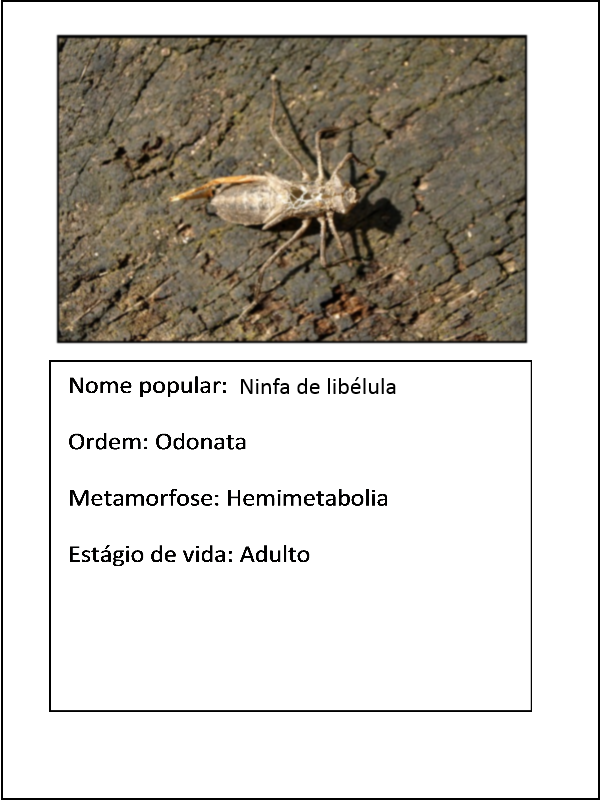 Nome popular: Ninfa de libélula
Ordem: Odonata
Metamorfose: Hemimetabolia
Estágio de vida: Adulto